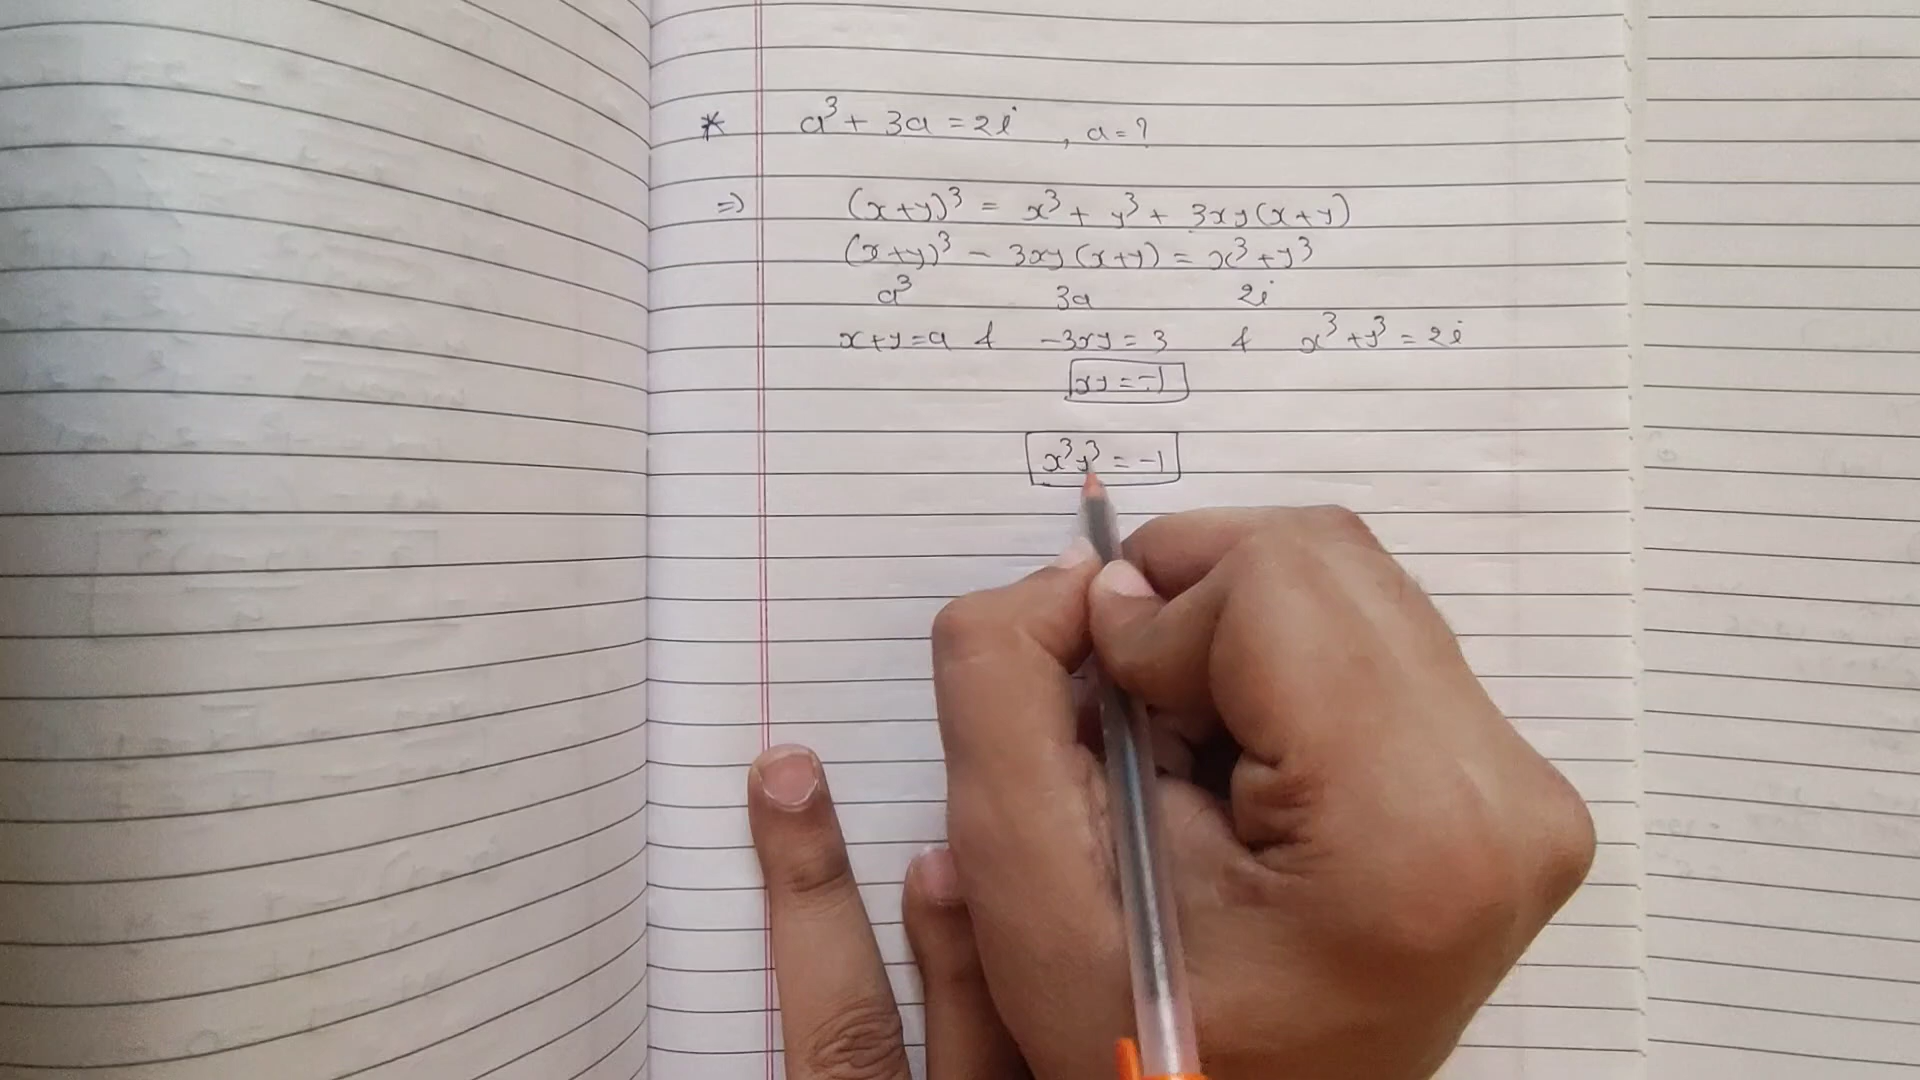 * a³ + 3a = 2i , a = ?
⇒ (x+y)³ = x³ + y³ + 3xy(x+y)
(x+y)³ - 3xy(x+y) = x³+y³
a³ 3a 2i
x+y=a & -3xy = 3 & x³+y³ = 2i
xy = -1
x³y³ = -1